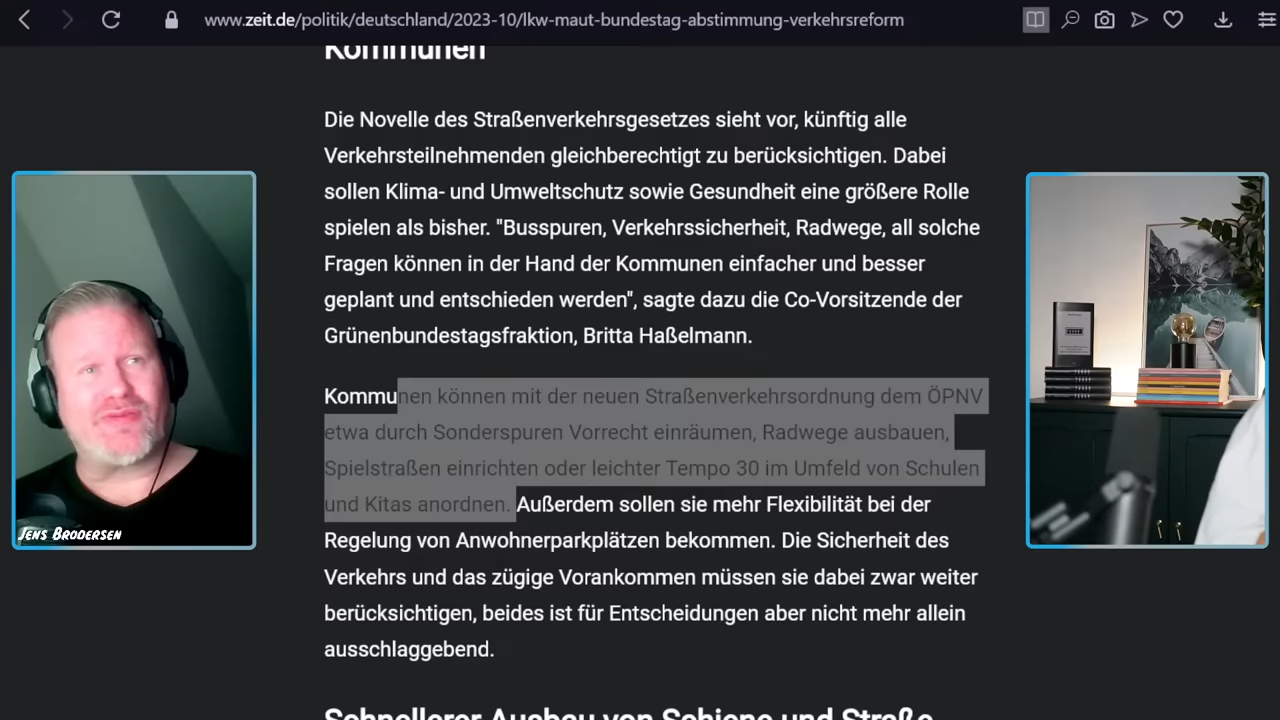 www.zeit.de/politik/deutschland/2023-10/lkw-maut-bundestag-abstimmung-verkehrsreform
Kommunen
Die Novelle des Straßenverkehrsgesetzes sieht vor, künftig alle
Verkehrsteilnehmenden gleichberechtigt zu berücksichtigen. Dabei
sollen Klima- und Umweltschutz sowie Gesundheit eine größere Rolle
spielen als bisher. "Busspuren, Verkehrssicherheit, Radwege, all solche
Fragen können in der Hand der Kommunen einfacher und besser
geplant und entschieden werden", sagte dazu die Co-Vorsitzende der
Grünenbundestagsfraktion, Britta Haßelmann.
Kommunen können mit der neuen Straßenverkehrsordnung dem ÖPNV
etwa durch Sonderspuren Vorrecht einräumen, Radwege ausbauen,
Spielstraßen einrichten oder leichter Tempo 30 im Umfeld von Schulen
und Kitas anordnen. Außerdem sollen sie mehr Flexibilität bei der
Regelung von Anwohnerparkplätzen bekommen. Die Sicherheit des
Verkehrs und das zügige Vorankommen müssen sie dabei zwar weiter
berücksichtigen, beides ist für Entscheidungen aber nicht mehr allein
ausschlaggebend.
Schnellerer Ausbau von Schiene und Straße
Jens Brodersen